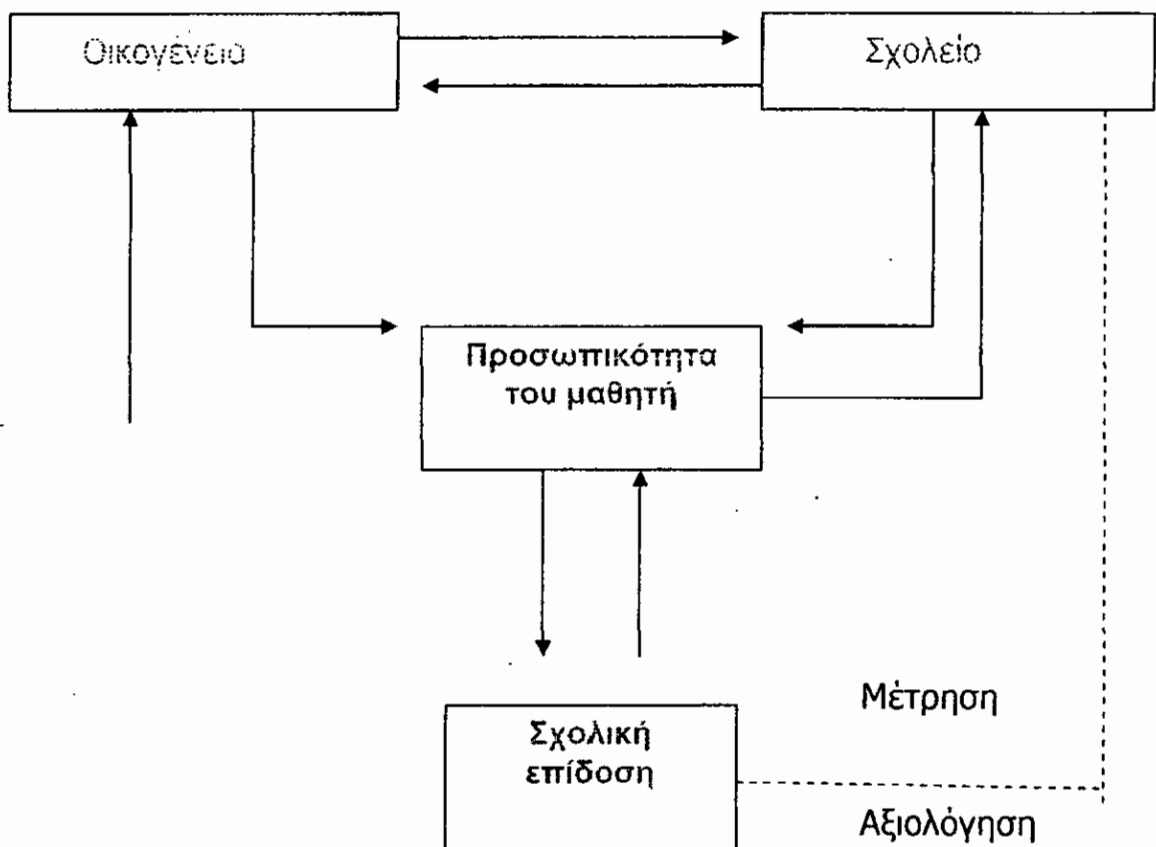 Οικογένεια
Σχολείο
Προσωπικότητα
του μαθητή
Σχολική
επίδοση
Μέτρηση
Αξιολόγηση